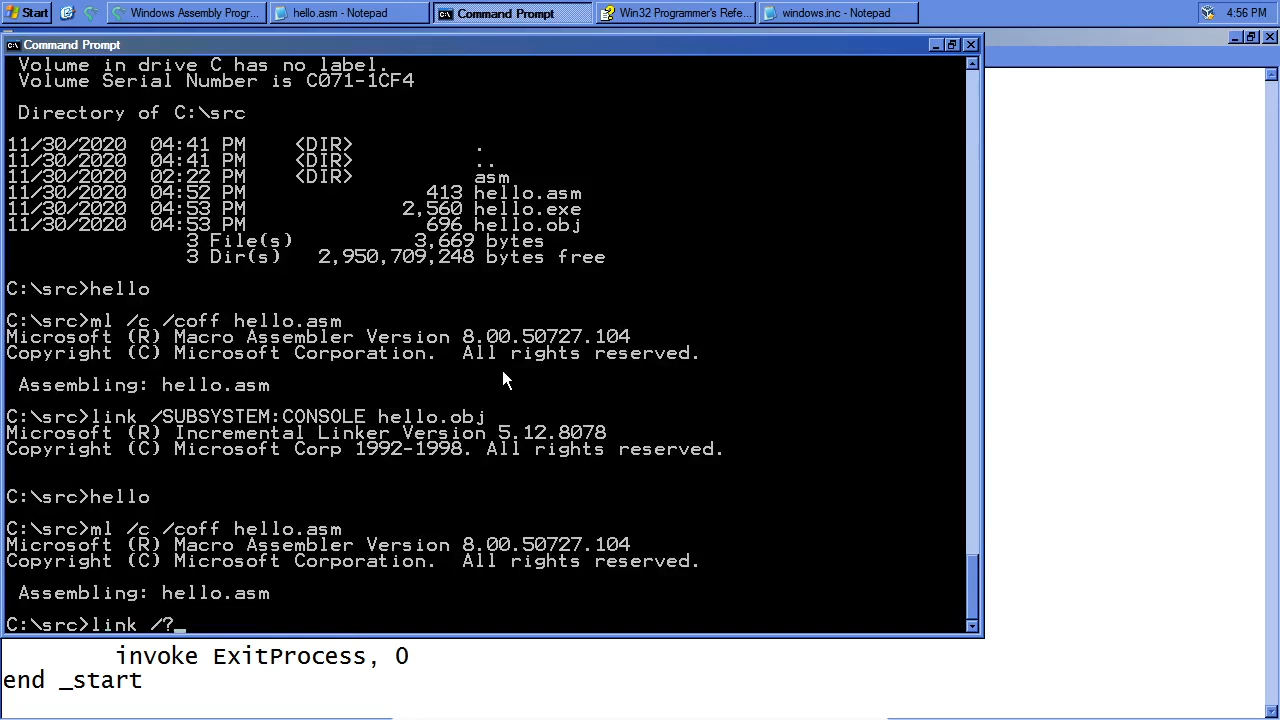 Start
Windows Assembly Progr...
hello.asm - Notepad
Command Prompt
Win32 Programmer's Refe...
windows.inc - Notepad
4:56 PM
Command Prompt
Volume in drive C has no label.
Volume Serial Number is C071-1CF4
Directory of C:\src
11/30/2020 04:41 PM <DIR> .
11/30/2020 04:41 PM <DIR> ..
11/30/2020 02:22 PM <DIR> asm
11/30/2020 04:52 PM 413 hello.asm
11/30/2020 04:53 PM 2,560 hello.exe
11/30/2020 04:53 PM 696 hello.obj
3 File(s) 3,669 bytes
3 Dir(s) 2,950,709,248 bytes free
C:\src>hello
C:\src>ml /c /coff hello.asm
Microsoft (R) Macro Assembler Version 8.00.50727.104
Copyright (C) Microsoft Corporation. All rights reserved.
Assembling: hello.asm
C:\src>link /SUBSYSTEM:CONSOLE hello.obj
Microsoft (R) Incremental Linker Version 5.12.8078
Copyright (C) Microsoft Corp 1992-1998. All rights reserved.
C:\src>hello
C:\src>ml /c /coff hello.asm
Microsoft (R) Macro Assembler Version 8.00.50727.104
Copyright (C) Microsoft Corporation. All rights reserved.
Assembling: hello.asm
C:\src>link /?_
invoke ExitProcess, 0
end _start